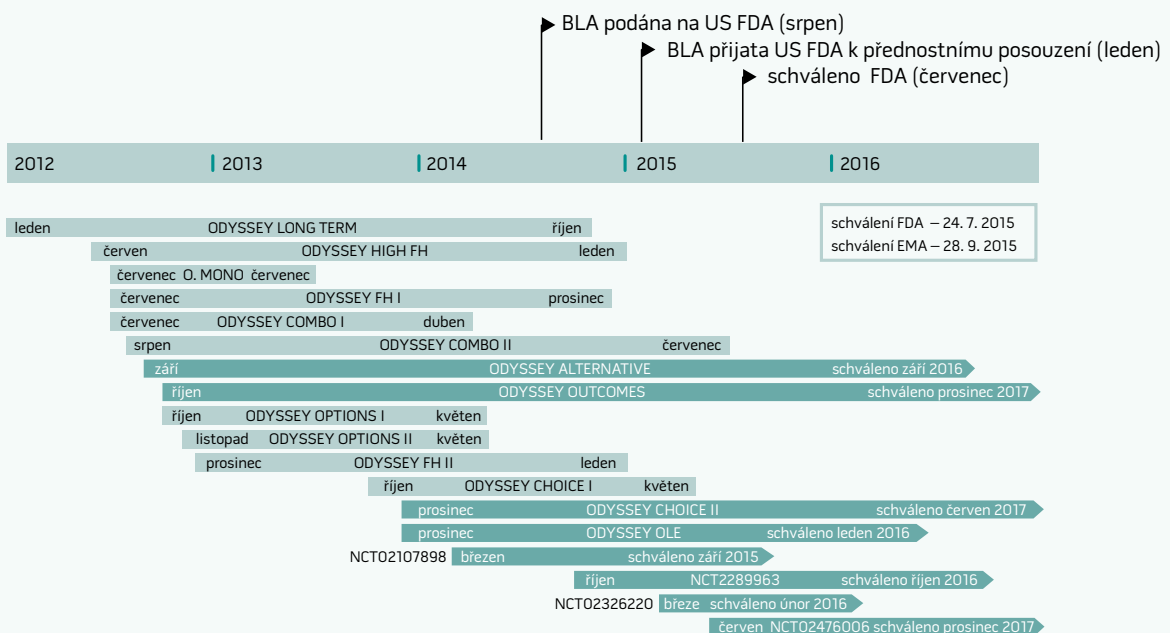 BLA podána na US FDA (srpen)
BLA přijata US FDA k přednostnímu posouzení (leden)
schváleno FDA (červenec)
2012 2013 2014 2015 2016
schválení FDA – 24. 7. 2015
schválení EMA – 28. 9. 2015
leden ODYSSEY LONG TERM říjen
červen ODYSSEY HIGH FH leden
červenec O. MONO červenec
červenec ODYSSEY FH I prosinec
červenec ODYSSEY COMBO I duben
srpen ODYSSEY COMBO II červenec
září ODYSSEY ALTERNATIVE schváleno září 2016
říjen ODYSSEY OUTCOMES schváleno prosinec 2017
říjen ODYSSEY OPTIONS I květen
listopad ODYSSEY OPTIONS II květen
prosinec ODYSSEY FH II leden
říjen ODYSSEY CHOICE I květen
prosinec ODYSSEY CHOICE II schváleno červen 2017
prosinec ODYSSEY OLE schváleno leden 2016
NCT02107898 březen schváleno září 2015
říjen NCT2289963 schváleno říjen 2016
NCT02326220 březe schváleno únor 2016
červen NCT02476006 schváleno prosinec 2017